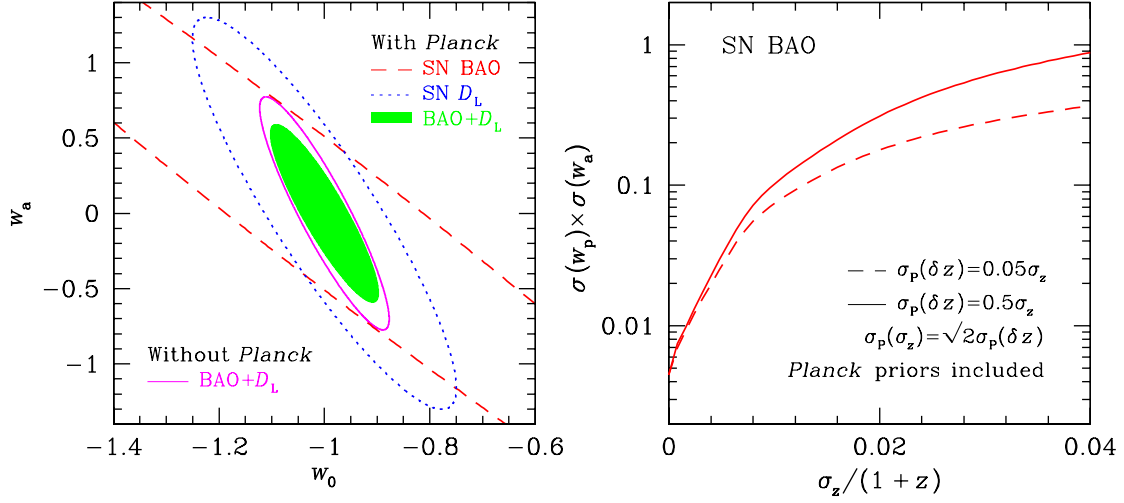 With Planck
SN BAO
SN D_L
BAO+D_L
Without Planck
BAO+D_L
1
0.5
0
−0.5
−1
w_a
−1.4
−1.2
−1
−0.8
−0.6
w_0
SN BAO
1
0.1
0.01
σ(w_p)×σ(w_a)
σ_P(δz)=0.05σ_z
σ_P(δz)=0.5σ_z
σ_P(σ_z)=√2σ_P(δz)
Planck priors included
0
0.02
0.04
σ_z/(1+z)